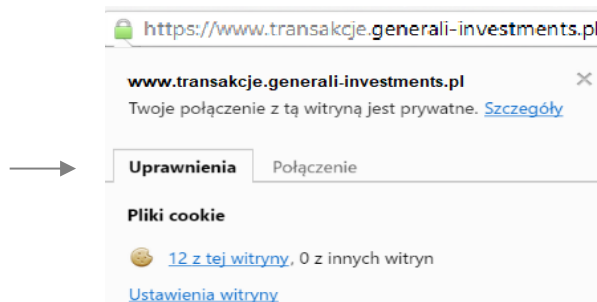 https://www.transakcje.generali-investments.pl
www.transakcje.generali-investments.pl
Twoje połączenie z tą witryną jest prywatne. Szczegóły
Uprawnienia Połączenie
Pliki cookie
12 z tej witryny, 0 z innych witryn
Ustawienia witryny